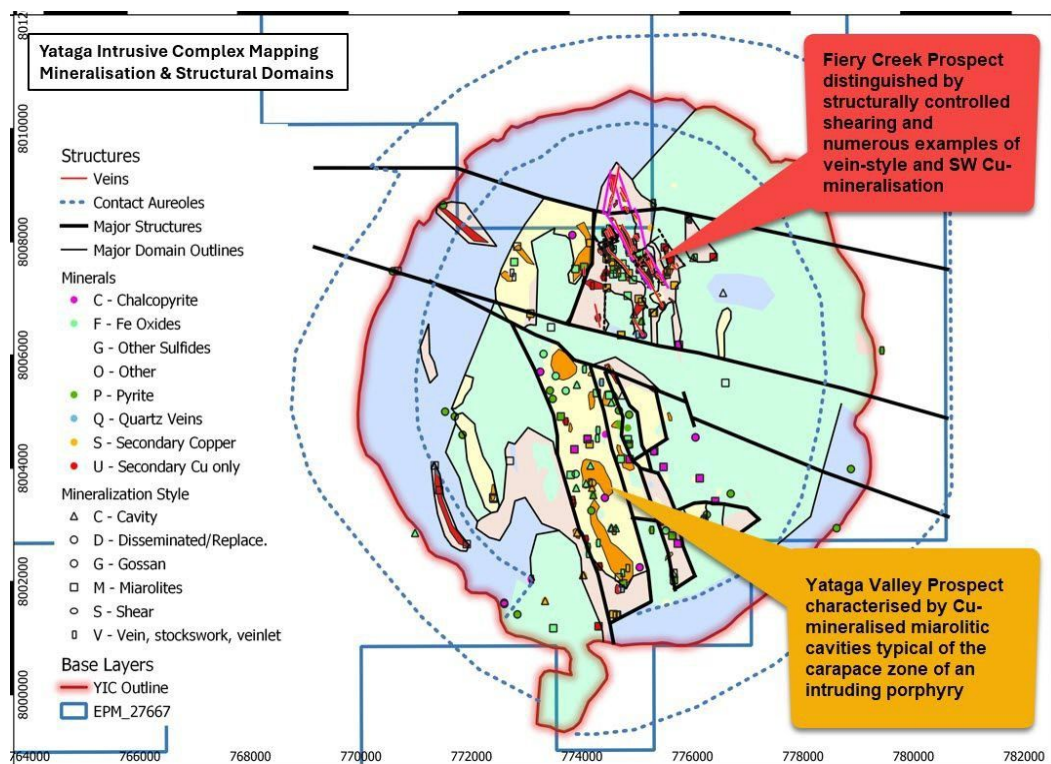 8012
Yataga Intrusive Complex Mapping
Mineralisation & Structural Domains
Fiery Creek Prospect
distinguished by
structurally controlled
shearing and
numerous examples of
vein-style and SW Cu-
mineralisation
8010000
Structures
Veins
Contact Aureoles
Major Structures
Major Domain Outlines
8008000
Minerals
C - Chalcopyrite
F - Fe Oxides
G - Other Sulfides
O - Other
P - Pyrite
Q - Quartz Veins
S - Secondary Copper
U - Secondary Cu only
8006000
8004000
Mineralization Style
C - Cavity
D - Disseminated/Replace.
G - Gossan
M - Miarolites
S - Shear
V - Vein, stockswork, veinlet
8002000
Yataga Valley Prospect
characterised by Cu-
mineralised miarolitic
cavities typical of the
carapace zone of an
intruding porphyry
Base Layers
YIC Outline
EPM_27667
8000000
764000 766000 768000 770000 772000 774000 776000 778000 780000 782000